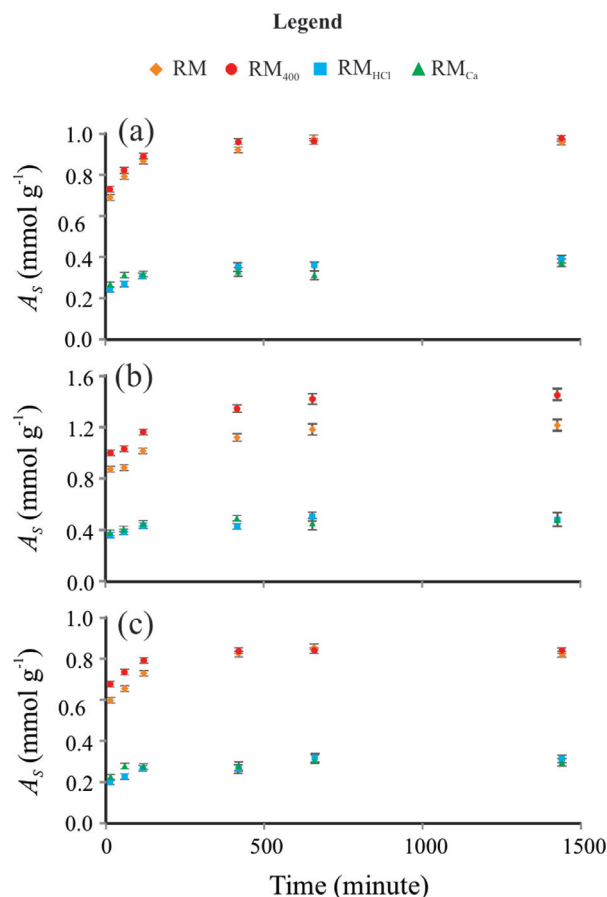 Legend
RM RM400 RMHCl RMCa
(a)
1.0
0.8
0.6
0.4
0.2
0.0
As (mmol g-1)
(b)
1.6
1.2
0.8
0.4
0.0
As (mmol g-1)
(c)
1.0
0.8
0.6
0.4
0.2
0.0
As (mmol g-1)
0 500 1000 1500
Time (minute)